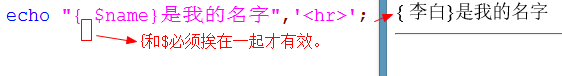 echo "{ $name}是我的名字",'<hr>';
{ 李白}是我的名字
{和$必须挨在一起才有效。